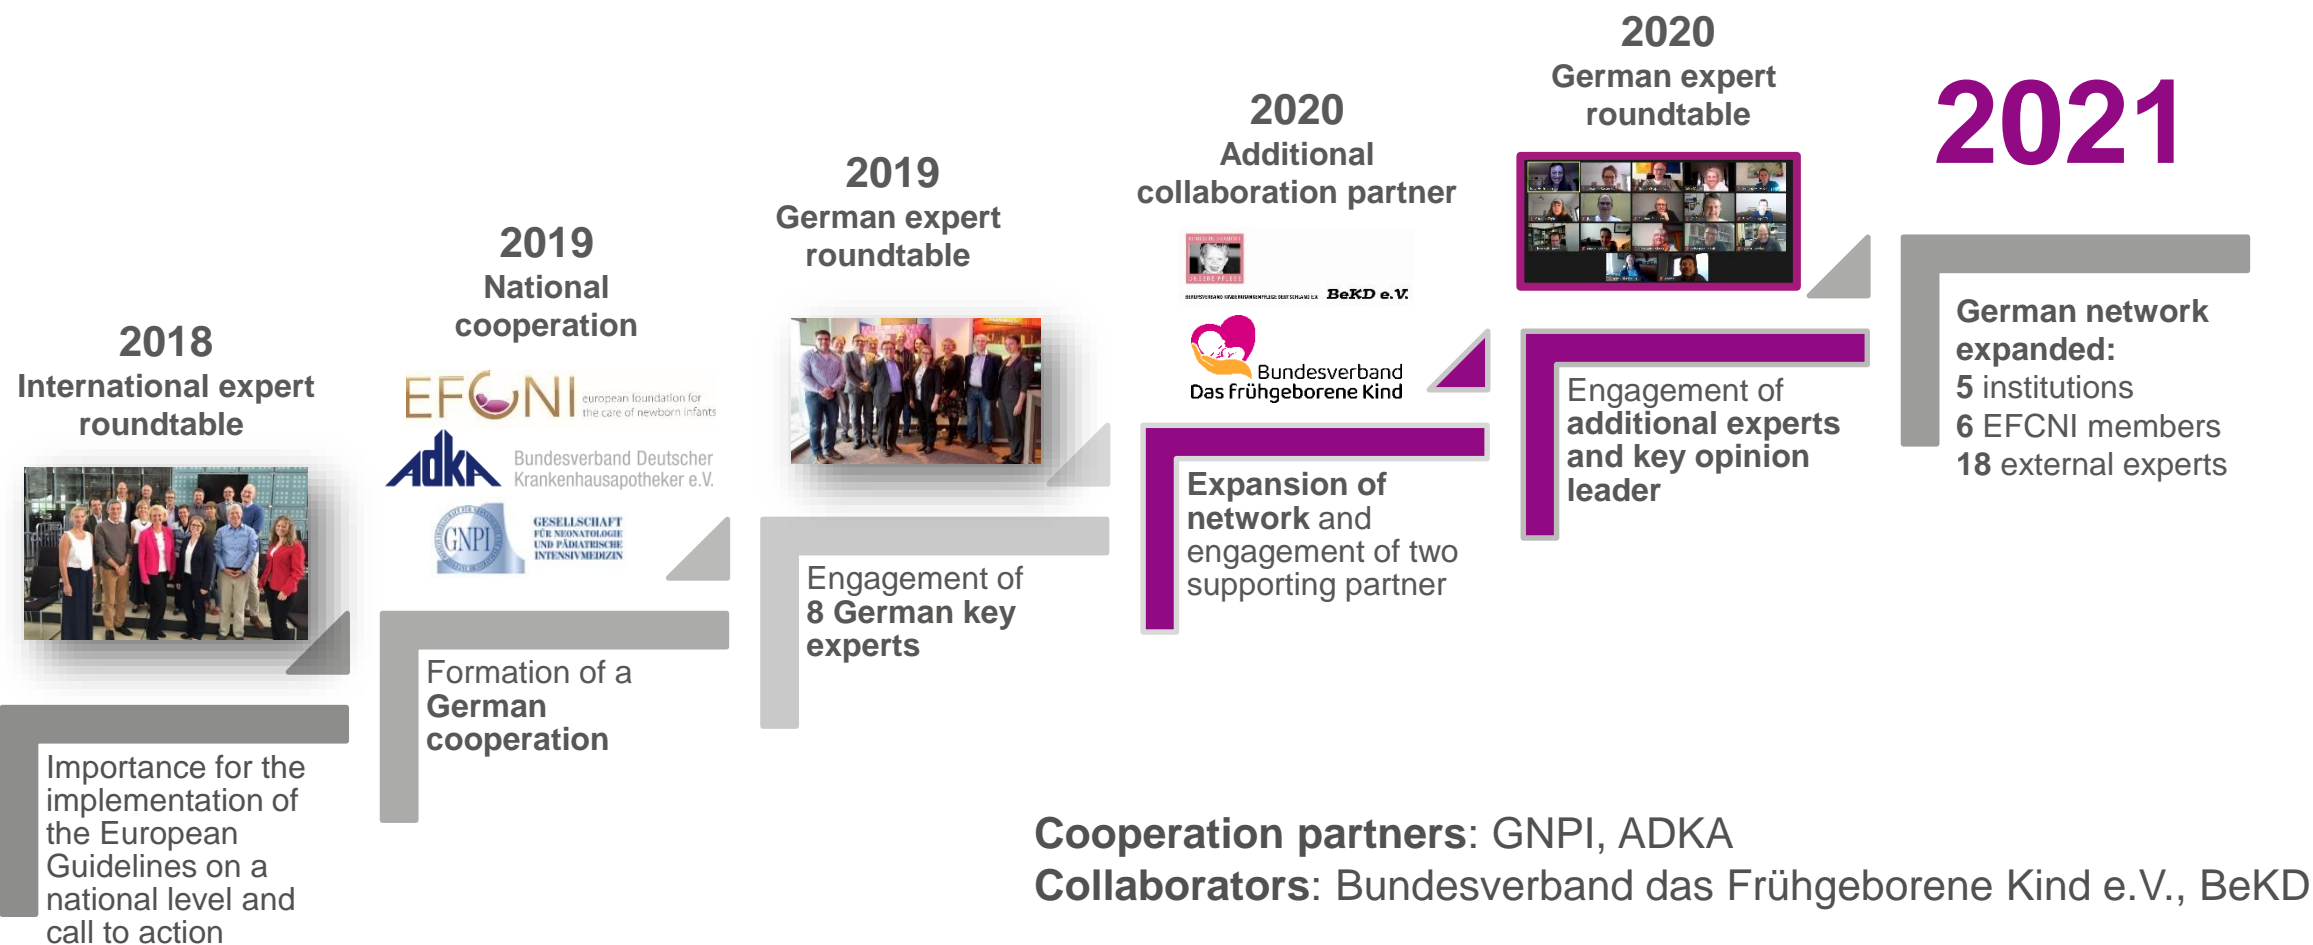 2018
International expert
roundtable
Importance for the
implementation of
the European
Guidelines on a
national level and
call to action
2019
National
cooperation
EFCNI
european foundation for
the care of newborn infants
ADKA
Bundesverband Deutscher
Krankenhausapotheker e.V.
GNPI
GESELLSCHAFT
FÜR NEONATOLOGIE
UND PÄDIATRISCHE
INTENSIVMEDIZIN
Formation of a
German
cooperation
2019
German expert
roundtable
Engagement of
8 German key
experts
2020
Additional
collaboration partner
BERUFSVERBAND KINDERKRANKENPFLEGE DEUTSCHLAND E.V. BeKD e.V.
Bundesverband
Das frühgeborene Kind
Expansion of
network and
engagement of two
supporting partner
2020
German expert
roundtable
Engagement of
additional experts
and key opinion
leader
2021
German network
expanded:
5 institutions
6 EFCNI members
18 external experts
Cooperation partners: GNPI, ADKA
Collaborators: Bundesverband das Frühgeborene Kind e.V., BeKD